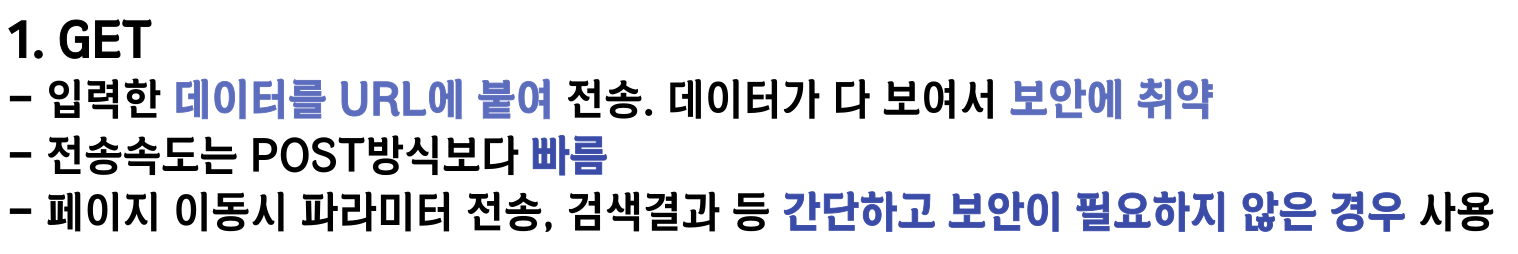 1. GET
- 입력한 데이터를 URL에 붙여 전송. 데이터가 다 보여서 보안에 취약
- 전송속도는 POST방식보다 빠름
- 페이지 이동시 파라미터 전송, 검색결과 등 간단하고 보안이 필요하지 않은 경우 사용